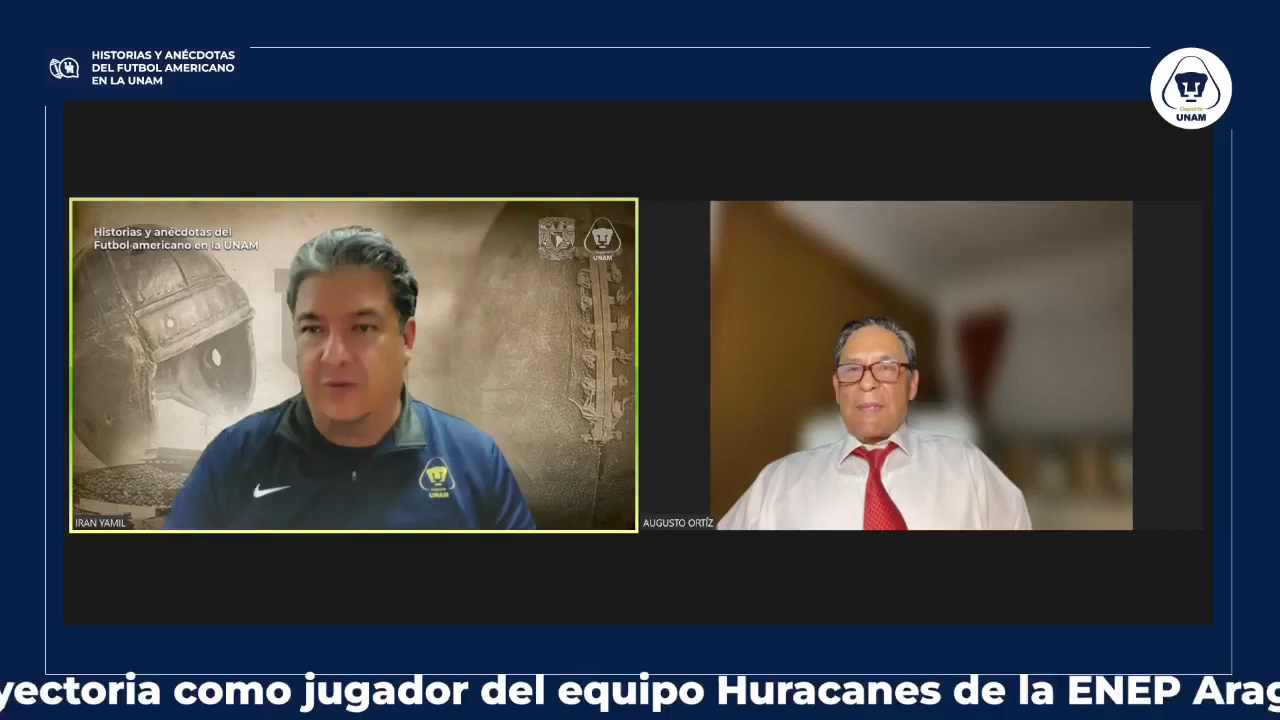 HISTORIAS Y ANÉCDOTAS
DEL FUTBOL AMERICANO
EN LA UNAM
Deporte
UNAM
Historias y anécdotas del
Futbol americano en la UNAM
UNAM
UNAM
IRAN YAMIL
AUGUSTO ORTÍZ
yectoria como jugador del equipo Huracanes de la ENEP Arag